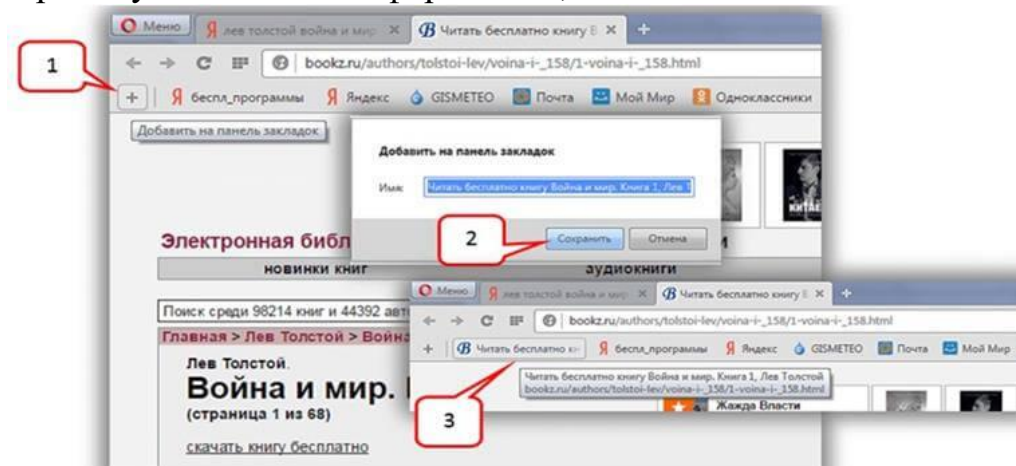 Меню
лев толстой война и мир
Читать бесплатно книгу В
bookz.ru/authors/tolstoi-lev/voina-i-_158/1-voina-i-_158.html
1
беспл_программы Яндекс GISMETEO Почта Мой Мир Одноклассники
Добавить на панель закладок
Добавить на панель закладок
Имя:
Читать бесплатно книгу Война и мир. Книга 1, Лев Т
2
Сохранить
Отмена
КИТАЕ
Электронная библ
и
новинки книг
аудиокниги
Поиск среди 98214 книг и 44392 авт
Главная > Лев Толстой > Война
Лев Толстой.
Война и мир.
(страница 1 из 68)
скачать книгу бесплатно
Меню
лев толстой война и мир
Читать бесплатно книгу В
bookz.ru/authors/tolstoi-lev/voina-i-_158/1-voina-i-_158.html
Читать бесплатно кн беспл_программы Яндекс GISMETEO Почта Мой Мир
Читать бесплатно книгу Война и мир. Книга 1, Лев Толстой
bookz.ru/authors/tolstoi-lev/voina-i-_158/1-voina-i-_158.html
Жажда Власти
3